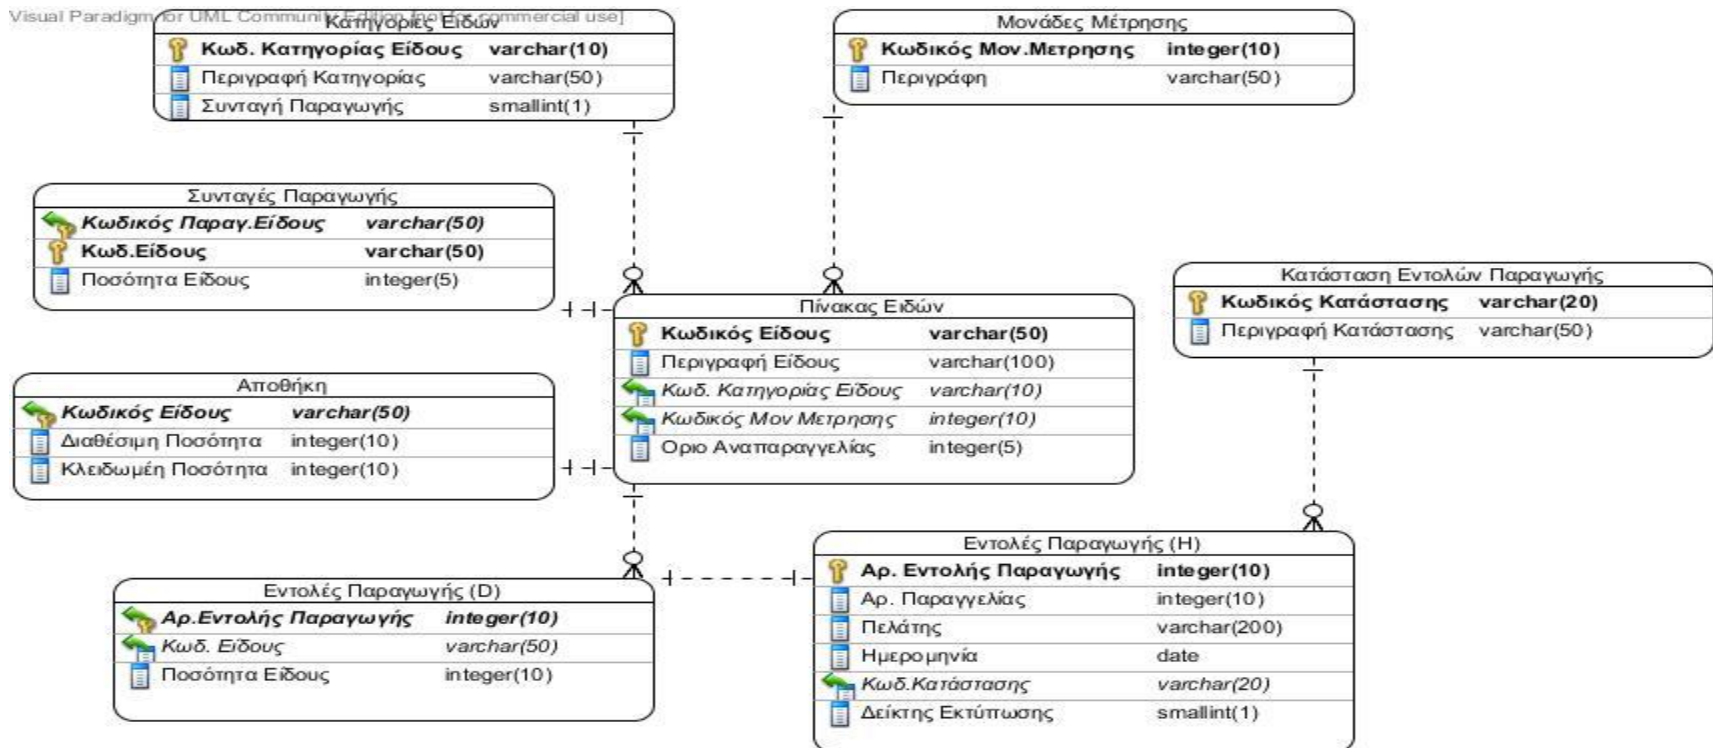 Visual Paradigm for UML Community Edition [not for commercial use]
Κατηγορίες Ειδών
Κωδ. Κατηγορίας Είδους varchar(10)
Περιγραφή Κατηγορίας varchar(50)
Συνταγή Παραγωγής smallint(1)
Μονάδες Μέτρησης
Κωδικός Μον.Μετρησης integer(10)
Περιγράφη varchar(50)
Συνταγές Παραγωγής
Κωδικός Παραγ.Είδους varchar(50)
Κωδ.Είδους varchar(50)
Ποσότητα Είδους integer(5)
Πίνακας Ειδών
Κωδικός Είδους varchar(50)
Περιγραφή Είδους varchar(100)
Κωδ. Κατηγορίας Είδους varchar(10)
Κωδικός Μον Μετρησης integer(10)
Οριο Αναπαραγγελίας integer(5)
Κατάσταση Εντολών Παραγωγής
Κωδικός Κατάστασης varchar(20)
Περιγραφή Κατάστασης varchar(50)
Αποθήκη
Κωδικός Είδους varchar(50)
Διαθέσιμη Ποσότητα integer(10)
Κλειδωμέη Ποσότητα integer(10)
Εντολές Παραγωγής (D)
Αρ.Εντολής Παραγωγής integer(10)
Κωδ. Είδους varchar(50)
Ποσότητα Είδους integer(10)
Εντολές Παραγωγής (H)
Αρ. Εντολής Παραγωγής integer(10)
Αρ. Παραγγελίας integer(10)
Πελάτης varchar(200)
Ημερομηνία date
Κωδ.Κατάστασης varchar(20)
Δείκτης Εκτύπωσης smallint(1)